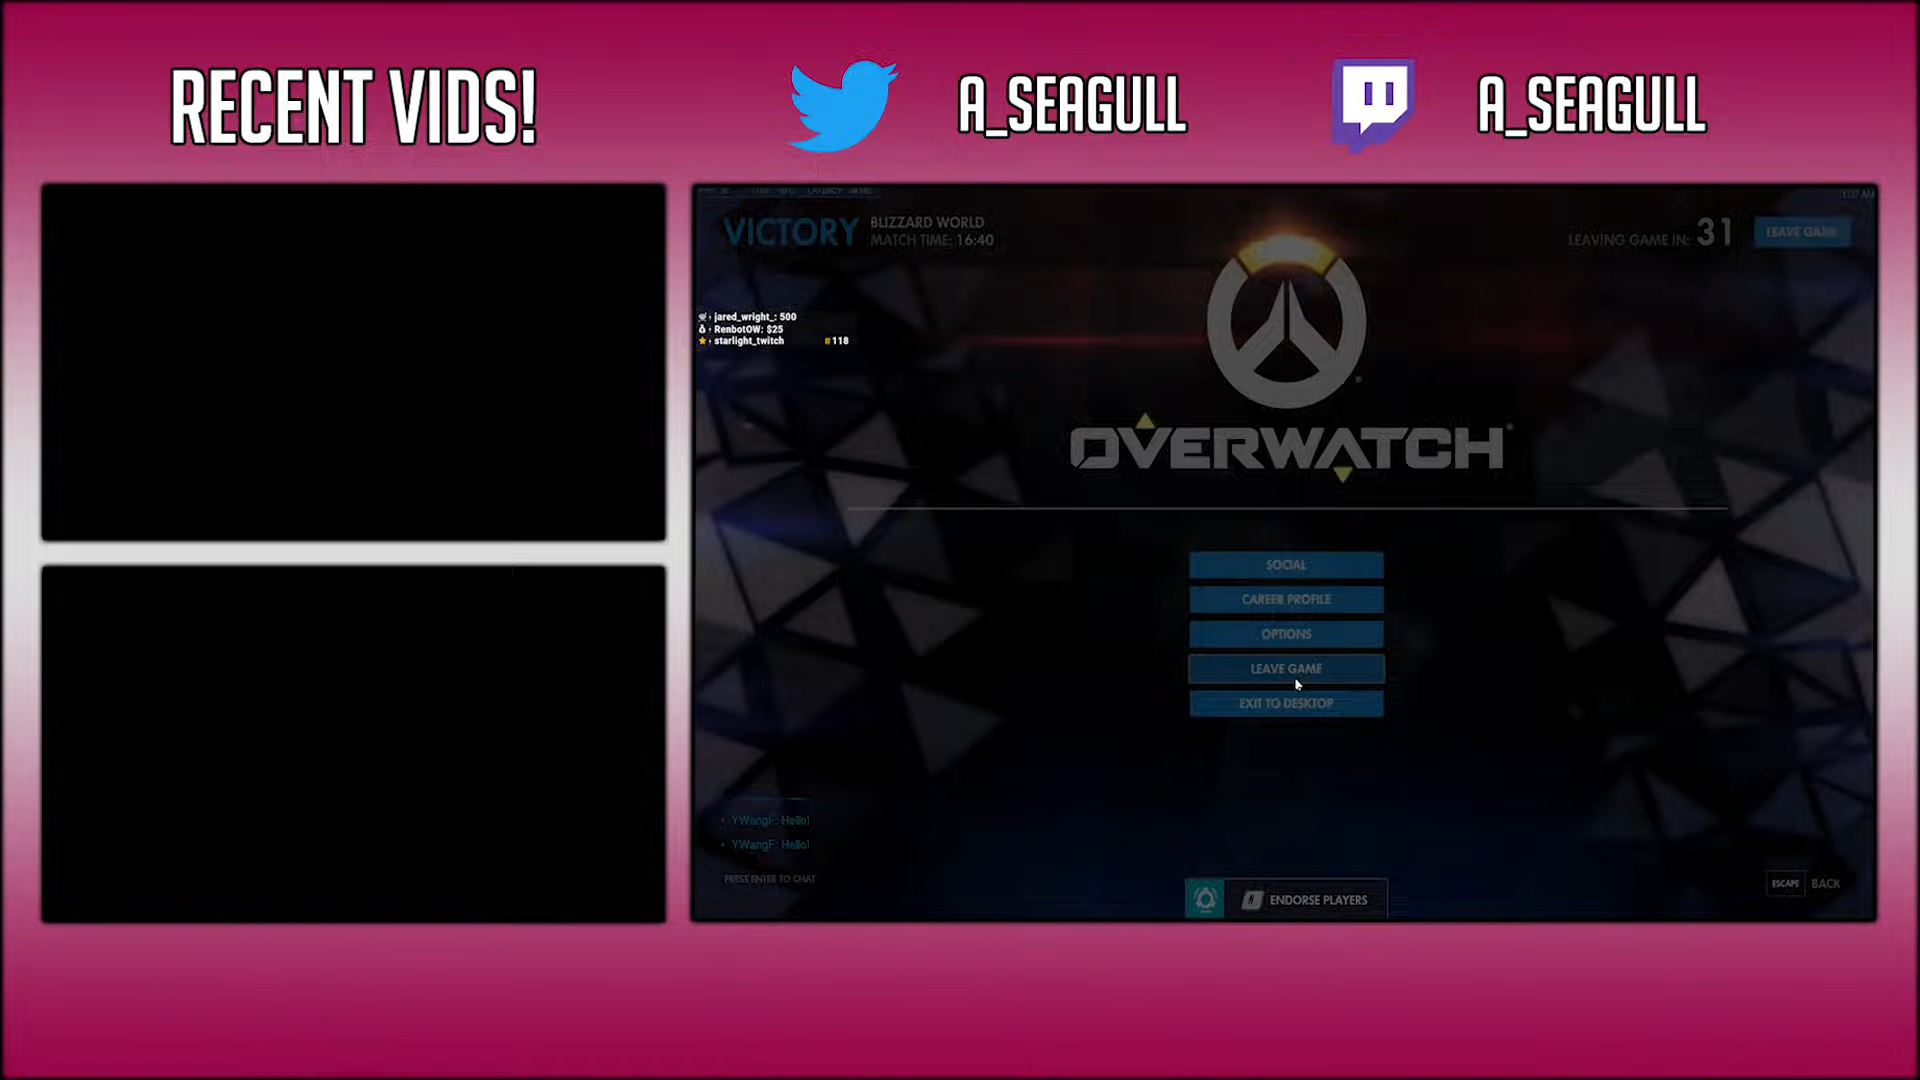 RECENT VIDS!
A_SEAGULL
A_SEAGULL
VICTORY
BLIZZARD WORLD
MATCH TIME: 16:40
LEAVING GAME IN: 31
LEAVE GAME
jared_wright_: 500
RenbotOW: $25
starlight_twitch #118
OVERWATCH
SOCIAL
CAREER PROFILE
OPTIONS
LEAVE GAME
EXIT TO DESKTOP
YWangF: Hello!
YWangF: Hello!
PRESS ENTER TO CHAT
ENDORSE PLAYERS
ESCAPE BACK